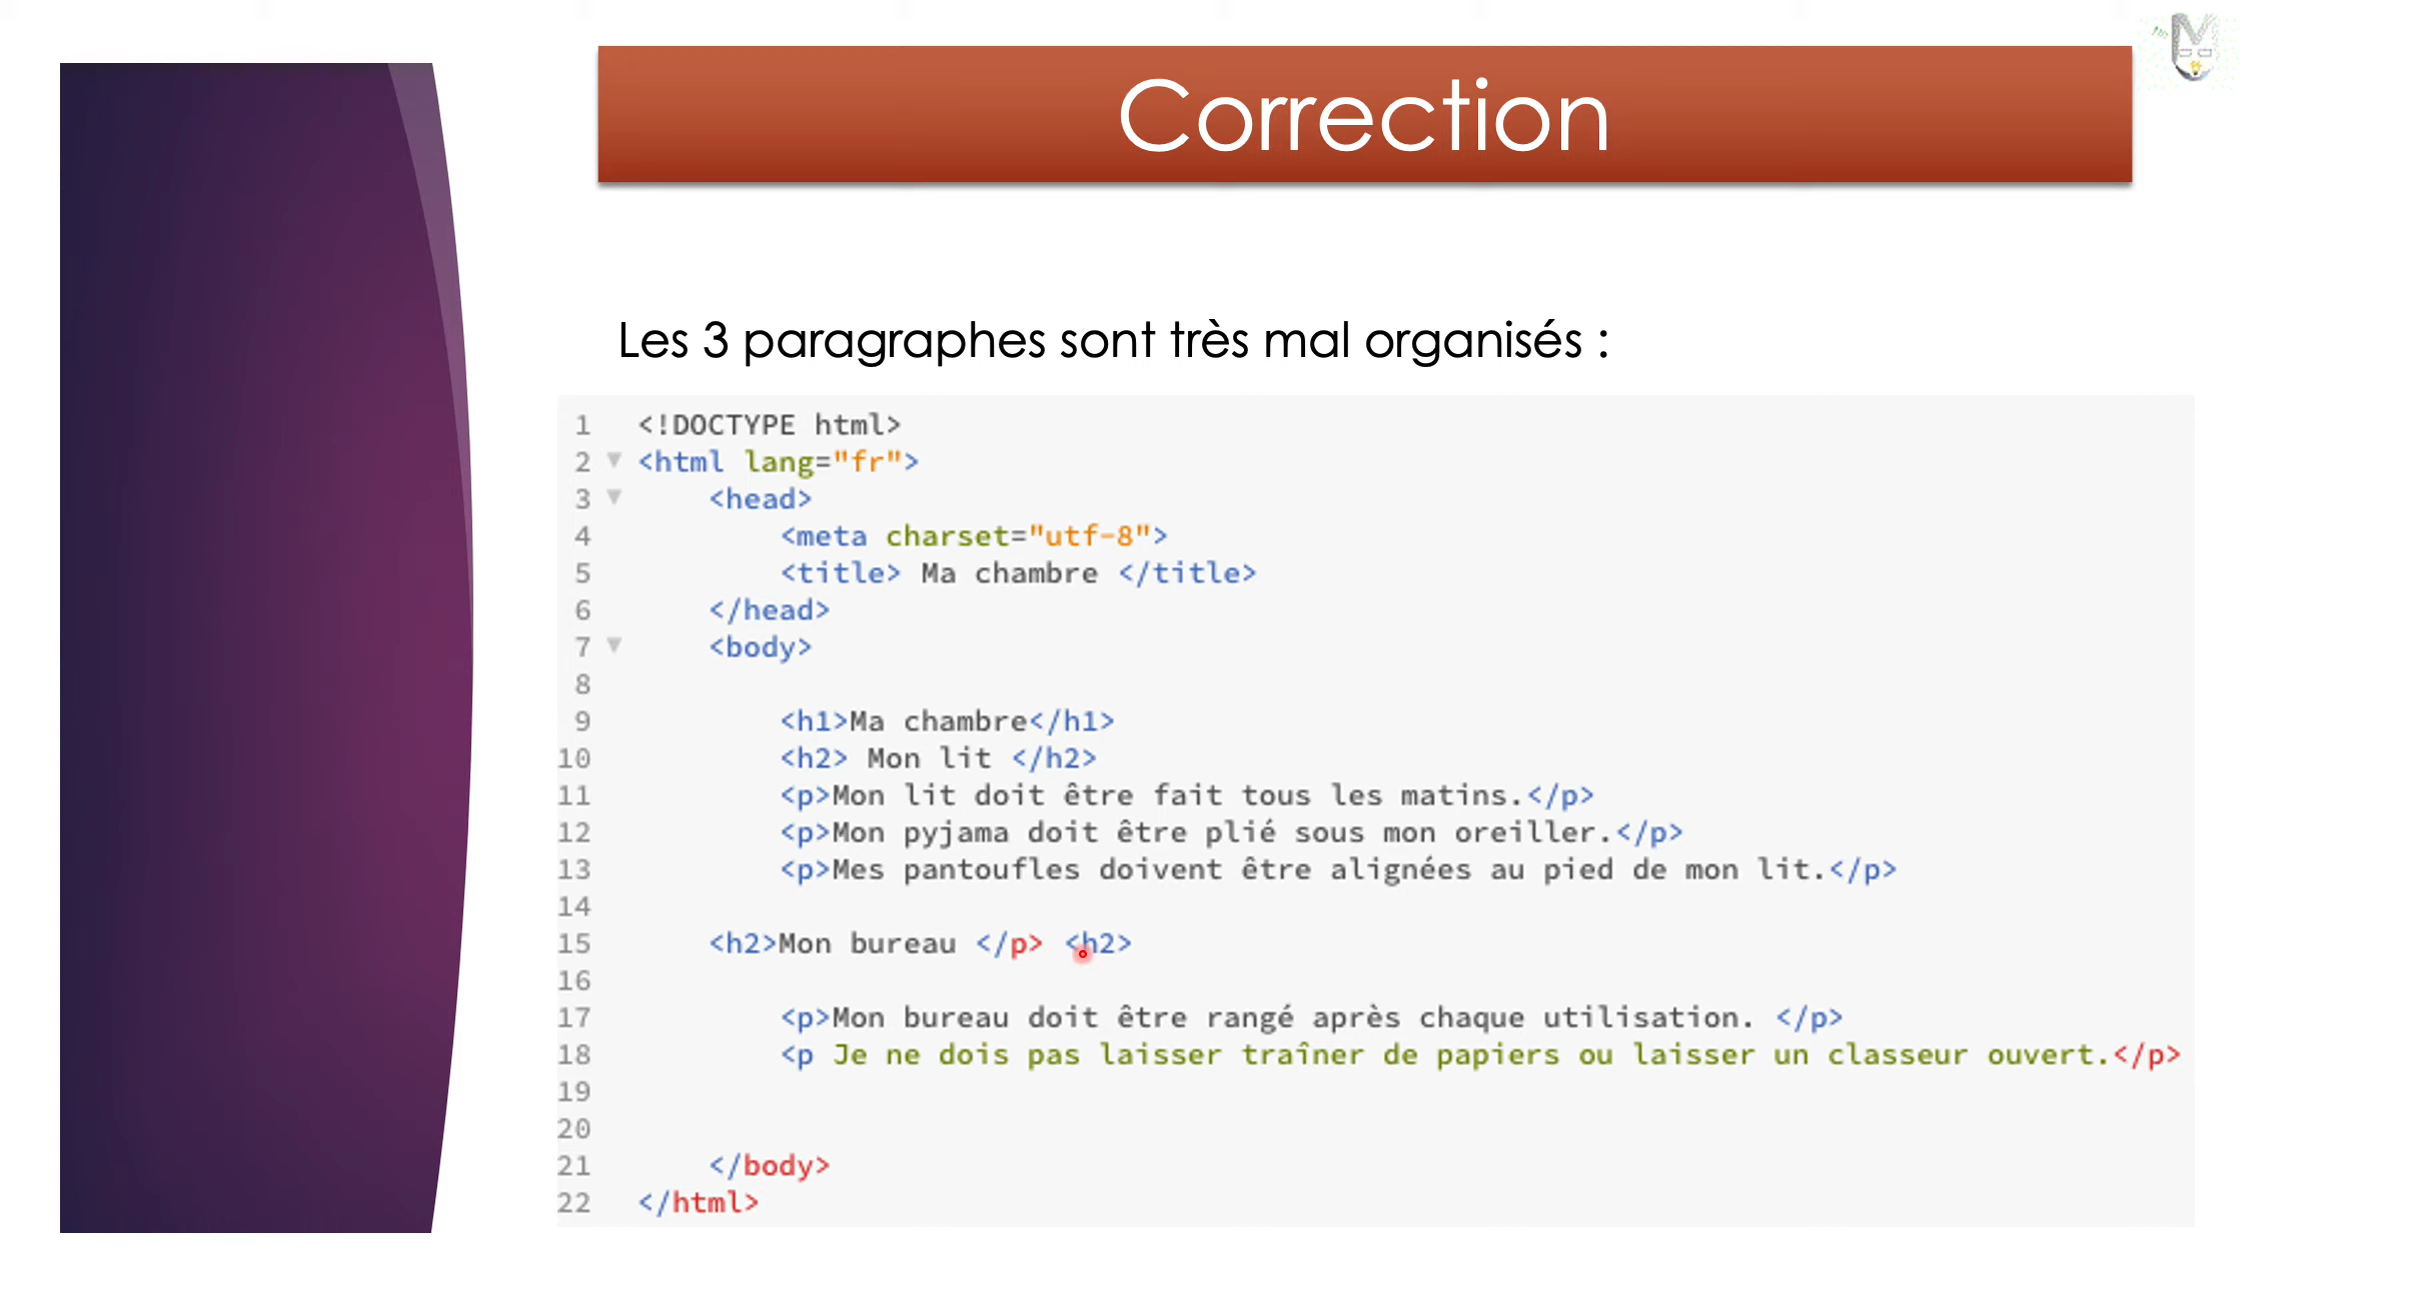 Correction
Les 3 paragraphes sont très mal organisés :
1 <!DOCTYPE html>
2 <html lang="fr">
3 <head>
4 <meta charset="utf-8">
5 <title> Ma chambre </title>
6 </head>
7 <body>
8
9 <h1>Ma chambre</h1>
10 <h2> Mon lit </h2>
11 <p>Mon lit doit être fait tous les matins.</p>
12 <p>Mon pyjama doit être plié sous mon oreiller.</p>
13 <p>Mes pantoufles doivent être alignées au pied de mon lit.</p>
14
15 <h2>Mon bureau </p> <h2>
16
17 <p>Mon bureau doit être rangé après chaque utilisation. </p>
18 <p Je ne dois pas laisser traîner de papiers ou laisser un classeur ouvert.</p>
19
20
21 </body>
22 </html>